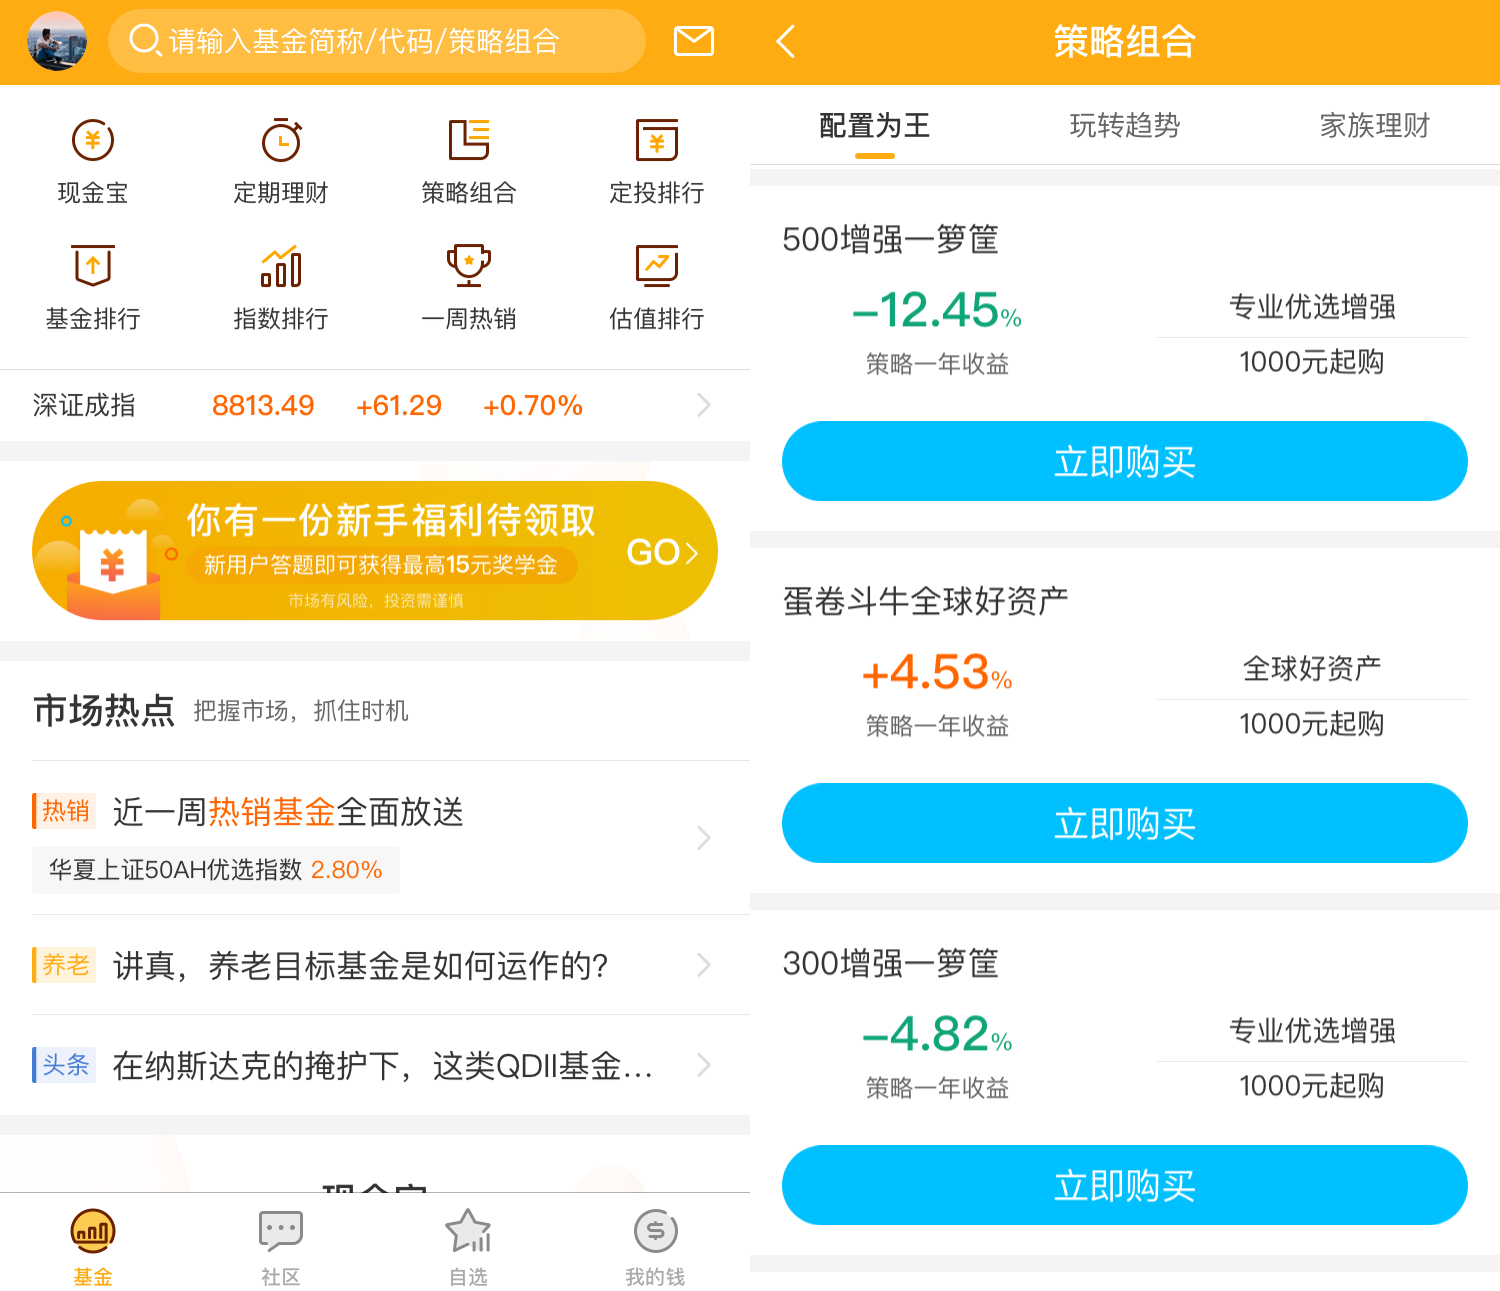 请输入基金简称/代码/策略组合
现金宝
定期理财
策略组合
定投排行
基金排行
指数排行
一周热销
估值排行
深证成指 8813.49 +61.29 +0.70%
你有一份新手福利待领取
新用户答题即可获得最高15元奖学金
市场有风险，投资需谨慎
GO
市场热点 把握市场，抓住时机
热销 近一周热销基金全面放送
华夏上证50AH优选指数 2.80%
养老 讲真，养老目标基金是如何运作的?
头条 在纳斯达克的掩护下，这类QDII基金...
现金宝
基金
社区
自选
我的钱
策略组合
配置为王
玩转趋势
家族理财
500增强一箩筐
-12.45%
策略一年收益
专业优选增强
1000元起购
立即购买
蛋卷斗牛全球好资产
+4.53%
策略一年收益
全球好资产
1000元起购
立即购买
300增强一箩筐
-4.82%
策略一年收益
专业优选增强
1000元起购
立即购买